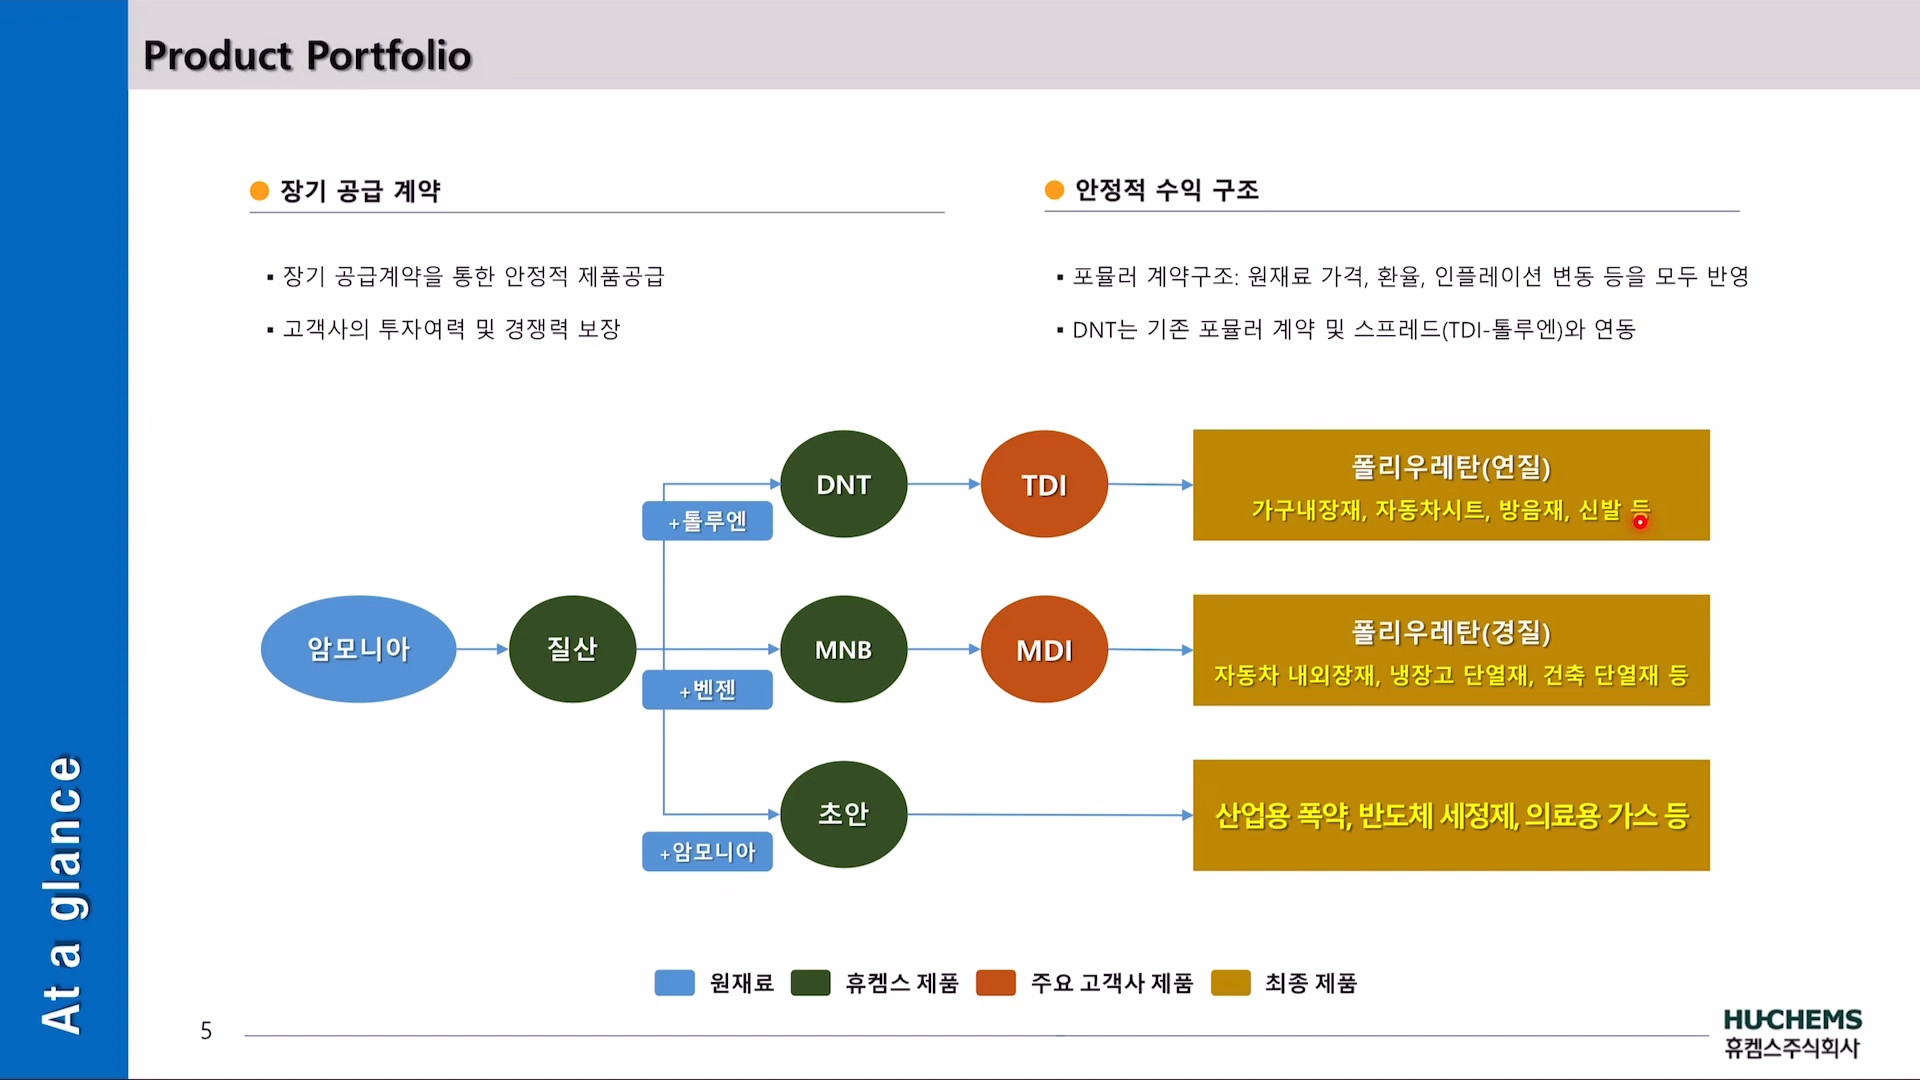 Product Portfolio
장기 공급 계약
▪ 장기 공급계약을 통한 안정적 제품공급
▪ 고객사의 투자여력 및 경쟁력 보장
안정적 수익 구조
▪ 포뮬러 계약구조: 원재료 가격, 환율, 인플레이션 변동 등을 모두 반영
▪ DNT는 기존 포뮬러 계약 및 스프레드(TDI-톨루엔)와 연동
암모니아
질산
+톨루엔
DNT
TDI
폴리우레탄(연질)
가구내장재, 자동차시트, 방음재, 신발 등
+벤젠
MNB
MDI
폴리우레탄(경질)
자동차 내외장재, 냉장고 단열재, 건축 단열재 등
+암모니아
초안
산업용 폭약, 반도체 세정제, 의료용 가스 등
원재료
휴켐스 제품
주요 고객사 제품
최종 제품
At a glance
5
HUCHEMS
휴켐스주식회사